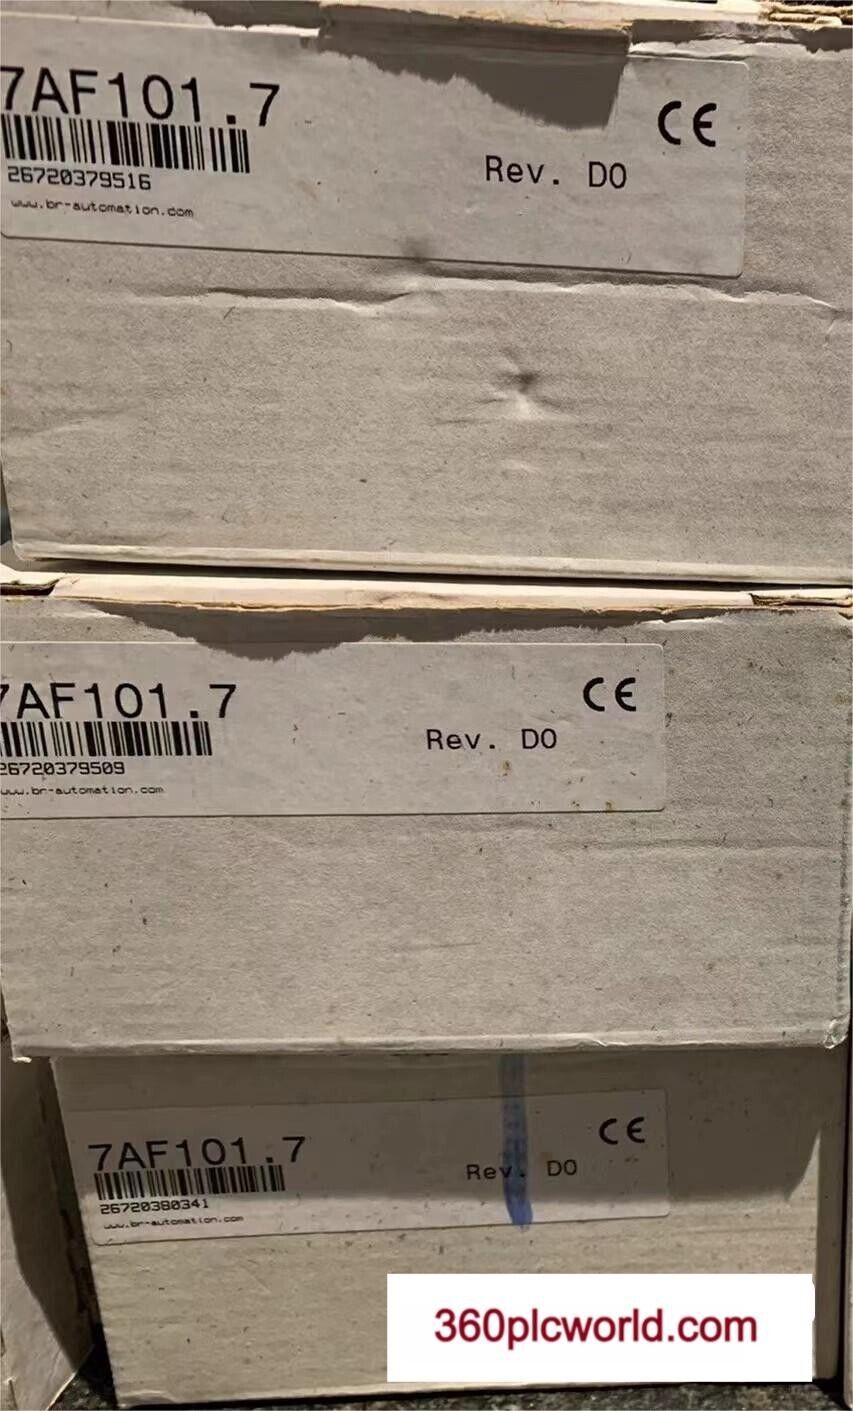 7AF101.7
CE
Rev. D0
26720379516
www.br-automation.com
7AF101.7
CE
Rev. D0
26720379509
www.br-automation.com
7AF101.7
CE
Rev. D0
26720380341
www.br-automation.com
360plcworld.com